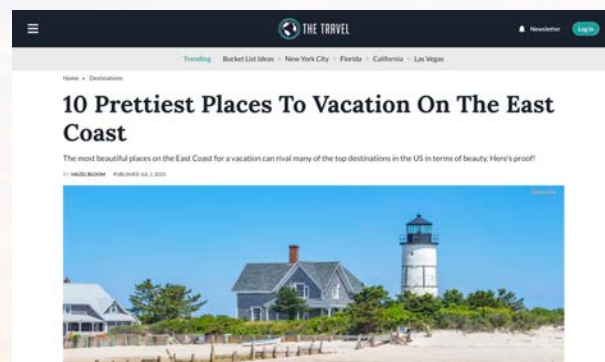 THE TRAVEL
Newsletter
Log In
Trending Bucket List Ideas New York City Florida California Las Vegas
Home Destinations
10 Prettiest Places To Vacation On The East
Coast
The most beautiful places on the East Coast for a vacation can rival many of the top destinations in the US in terms of beauty. Here's proof!
BY HAZEL BLOOM PUBLISHED JUL 1, 2023